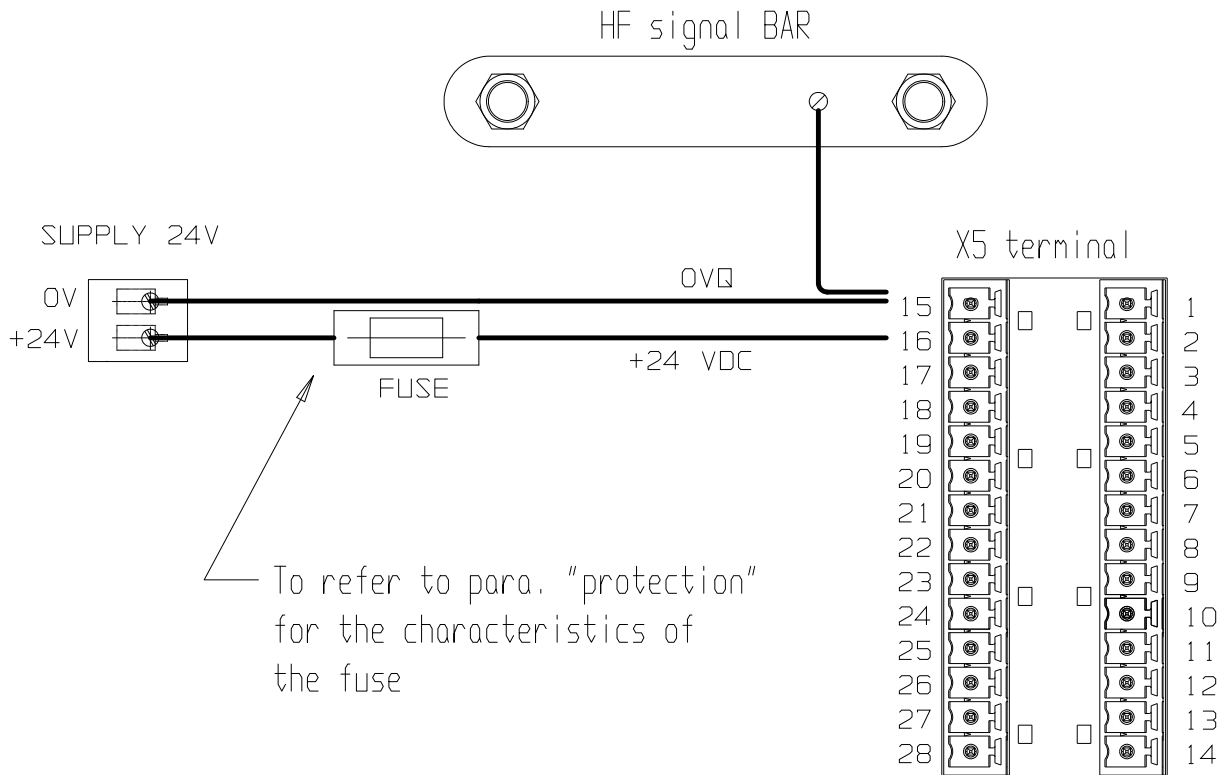 HF signal BAR
SUPPLY 24V
X5 terminal
0V
0VQ
+24V
+24 VDC
FUSE
To refer to para. "protection"
for the characteristics of
the fuse
15
16
17
18
19
20
21
22
23
24
25
26
27
28
1
2
3
4
5
6
7
8
9
10
11
12
13
14